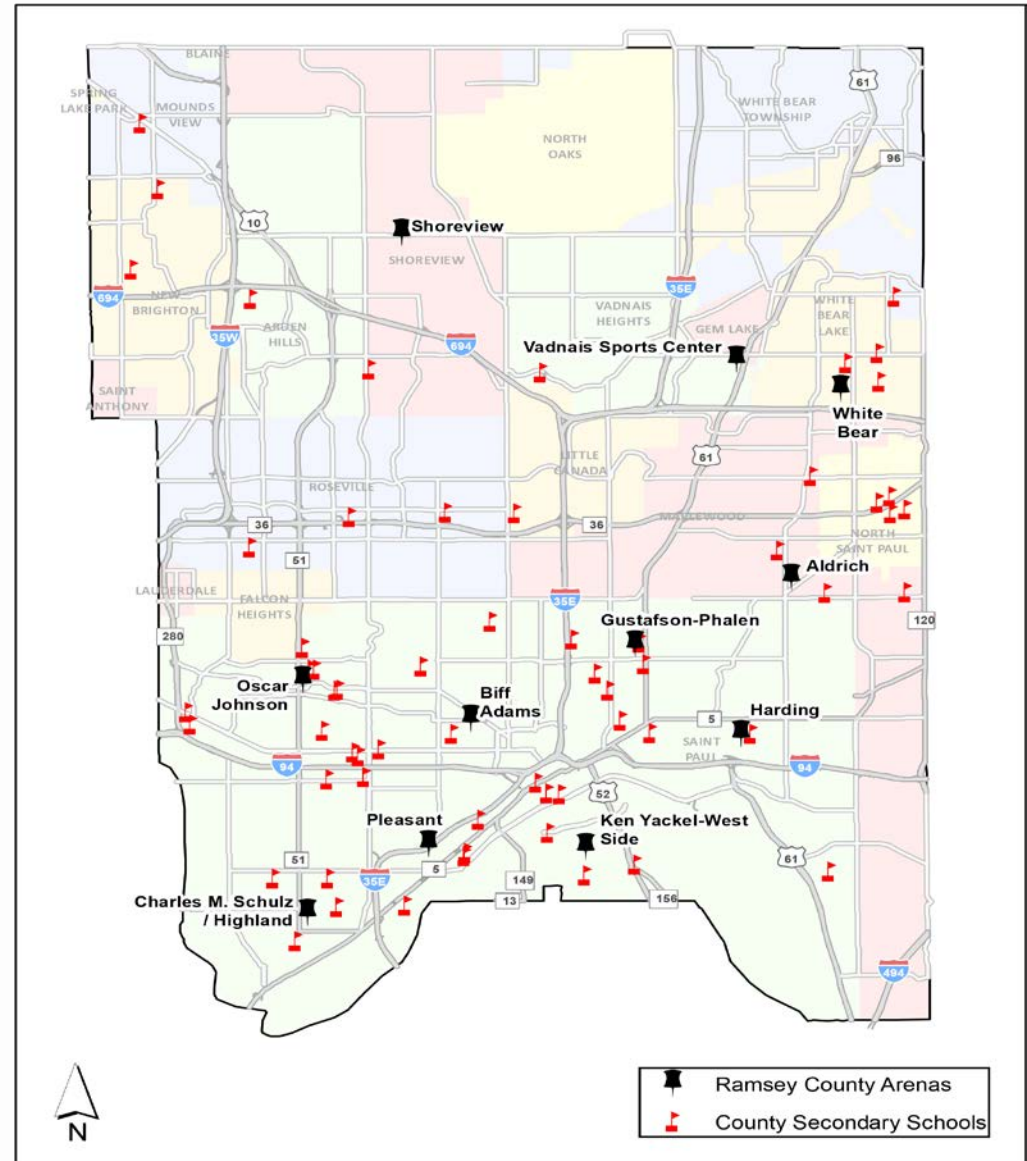 BLAINE
SPRING
LAKE PARK
MOUNDS
VIEW
61
WHITE BEAR
TOWNSHIP
NORTH
OAKS
96
10
Shoreview
SHOREVIEW
694
NEW
BRIGHTON
35E
VADNAIS
HEIGHTS
WHITE
BEAR
LAKE
GEM LAKE
35W
ARDEN
HILLS
694
Vadnais Sports Center
SAINT
ANTHONY
White
Bear
61
LITTLE
CANADA
ROSEVILLE
36
36
MAPLEWOOD
NORTH
SAINT PAUL
51
Aldrich
LAUDERDALE
FALCON
HEIGHTS
35E
280
Gustafson-Phalen
120
Oscar
Johnson
Biff
Adams
Harding
5
SAINT
PAUL
94
94
52
Pleasant
Ken Yackel-West
Side
51
5
61
35E
149
13
156
Charles M. Schulz
/ Highland
494
N
Ramsey County Arenas
County Secondary Schools